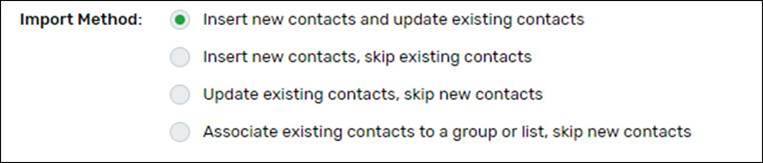 Import Method: Insert new contacts and update existing contacts
Insert new contacts, skip existing contacts
Update existing contacts, skip new contacts
Associate existing contacts to a group or list, skip new contacts